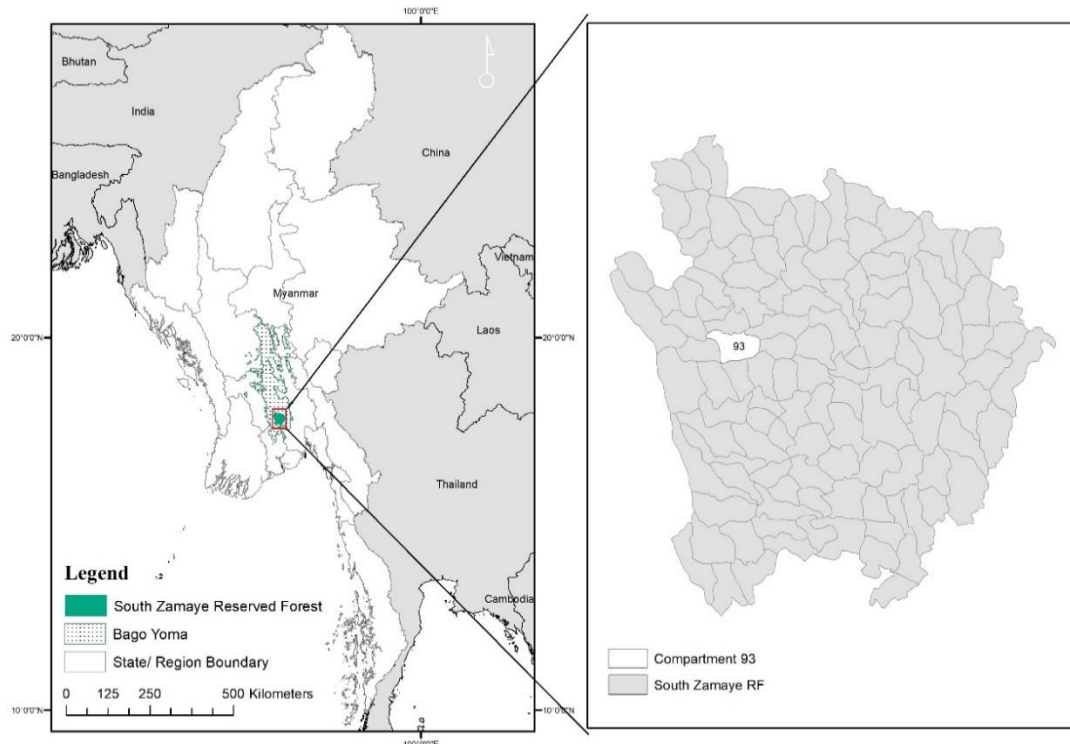 100°0'0"E
Bhutan
India
China
Bangladesh
Vietnam
Myanmar
20°0'0"N
20°0'0"N
Laos
Thailand
Legend
South Zamaye Reserved Forest
Bago Yoma
State/ Region Boundary
Cambodia
0 125 250 500 Kilometers
10°0'0"N
10°0'0"N
100°0'0"E
93
Compartment 93
South Zamaye RF